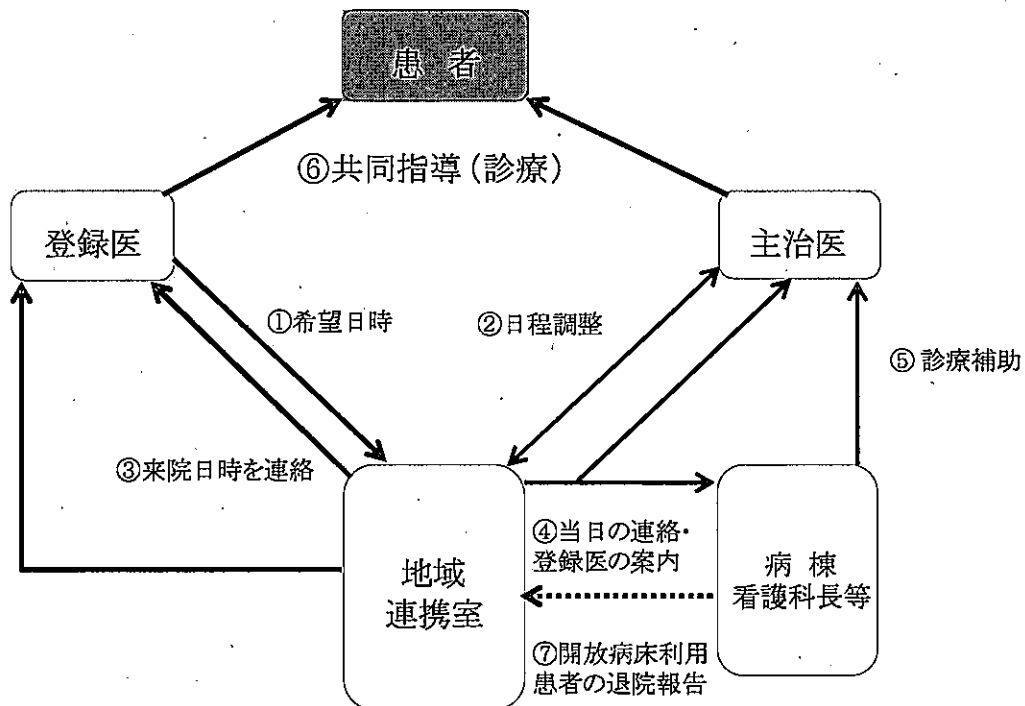 患 者
⑥共同指導(診療)
登録医
主治医
①希望日時
②日程調整
⑤診療補助
③来院日時を連絡
④当日の連絡・
登録医の案内
地域
連携室
病 棟
看護科長等
⑦開放病床利用
患者の退院報告